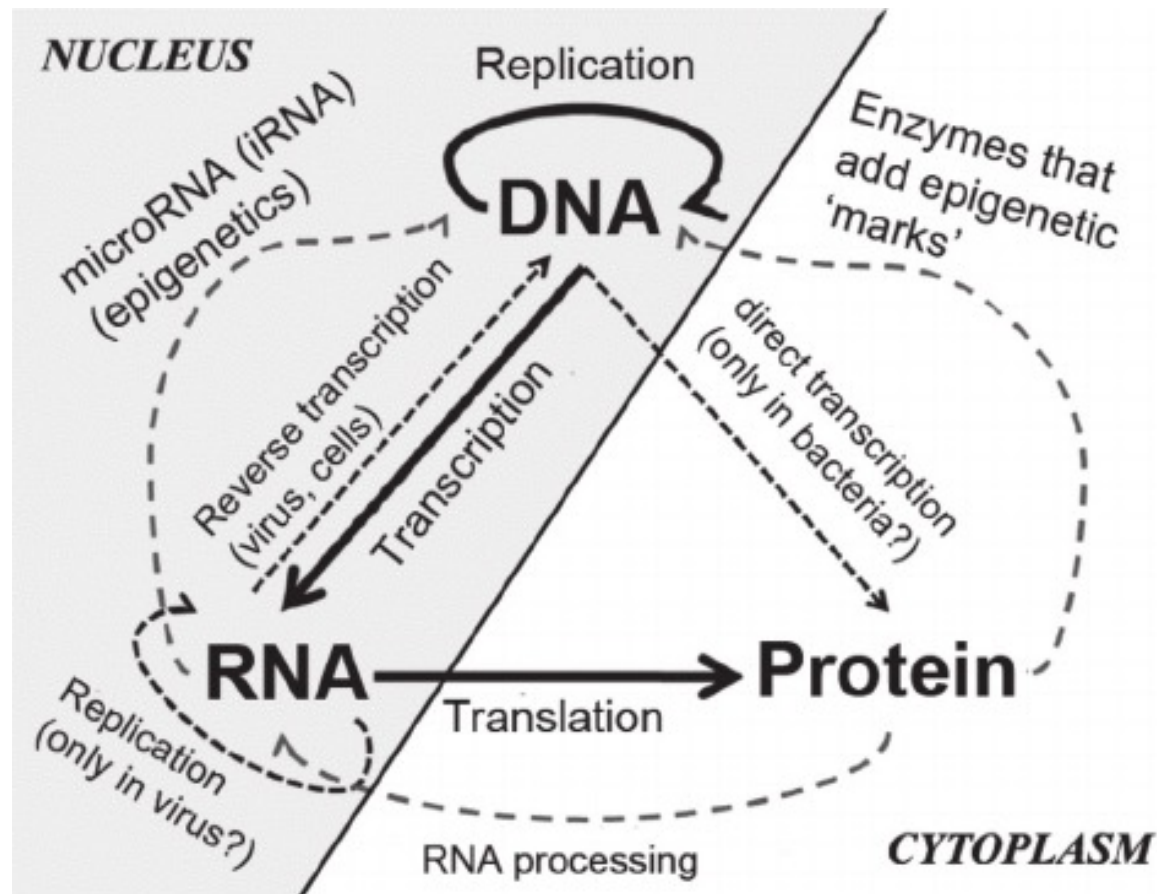 NUCLEUS
Replication
microRNA (iRNA)
(epigenetics)
Enzymes that
add epigenetic
‘marks’
DNA
Reverse transcription
(virus, cells)
Transcription
direct transcription
(only in bacteria?)
RNA
Protein
Translation
Replication
(only in virus?)
RNA processing
CYTOPLASM